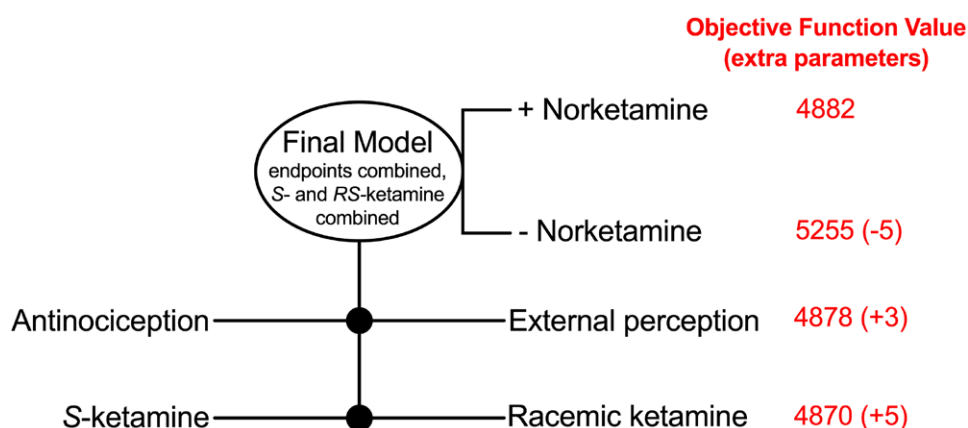 Objective Function Value
(extra parameters)
+ Norketamine 4882
Final Model
endpoints combined,
S- and RS-ketamine
combined
- Norketamine 5255 (-5)
Antinociception External perception 4878 (+3)
S-ketamine Racemic ketamine 4870 (+5)